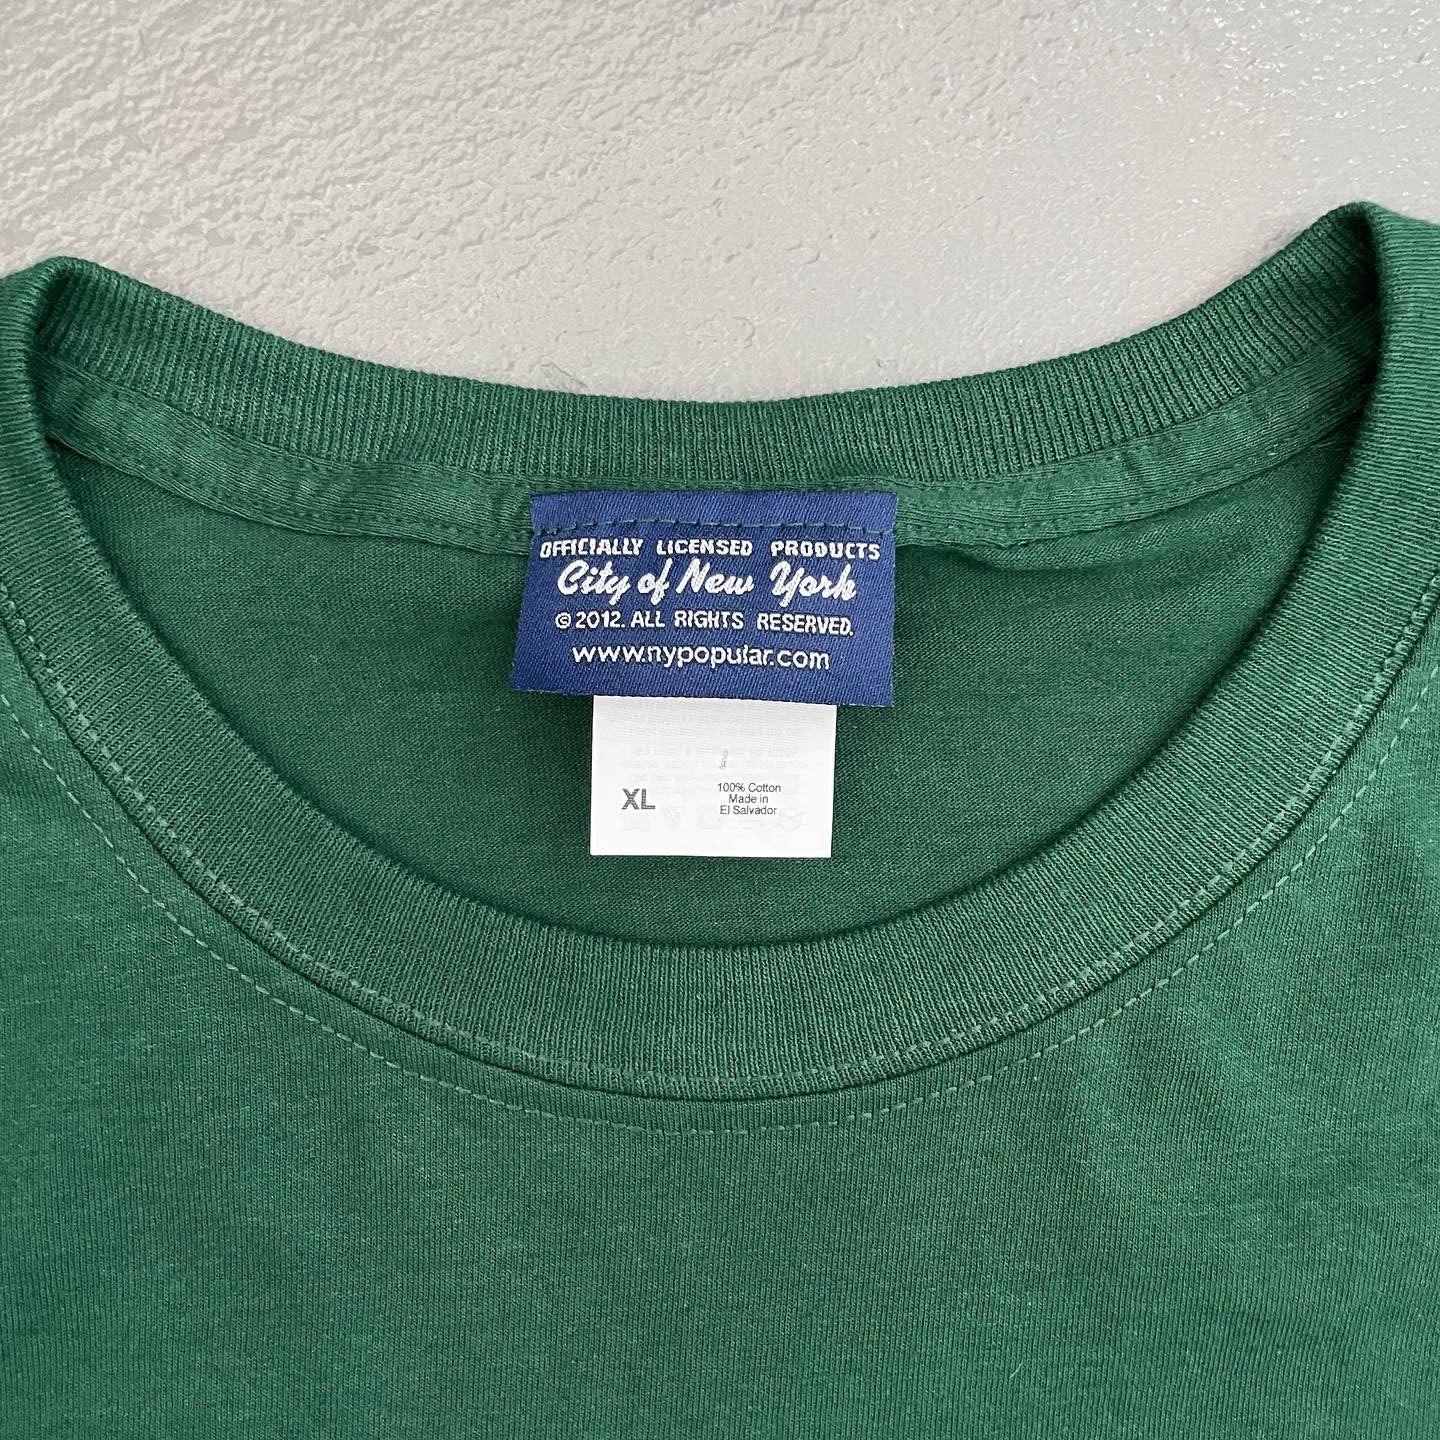 OFFICIALLY LICENSED PRODUCTS
City of New York
© 2012. ALL RIGHTS RESERVED.
www.nypopular.com
XL
100% Cotton
Made in
El Salvador